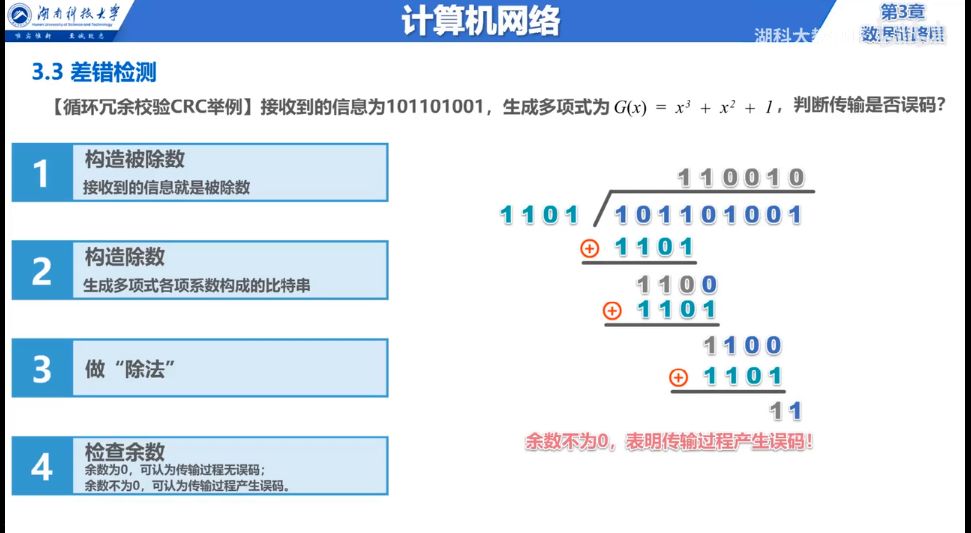 湖南科技大学
Hunan University of Science and Technology
唯实惟新 至诚致志
计算机网络
第3章
湖科大教
数据链路层
3.3 差错检测
【循环冗余校验CRC举例】接收到的信息为101101001，生成多项式为 G(x) = x³ + x² + 1，判断传输是否误码？
1
构造被除数
接收到的信息就是被除数
2
构造除数
生成多项式各项系数构成的比特串
3
做“除法”
4
检查余数
余数为0，可认为传输过程无误码；
余数不为0，可认为传输过程产生误码。
110010
1101 101101001
⊕ 1101
1100
⊕ 1101
1100
⊕ 1101
11
余数不为0，表明传输过程产生误码！